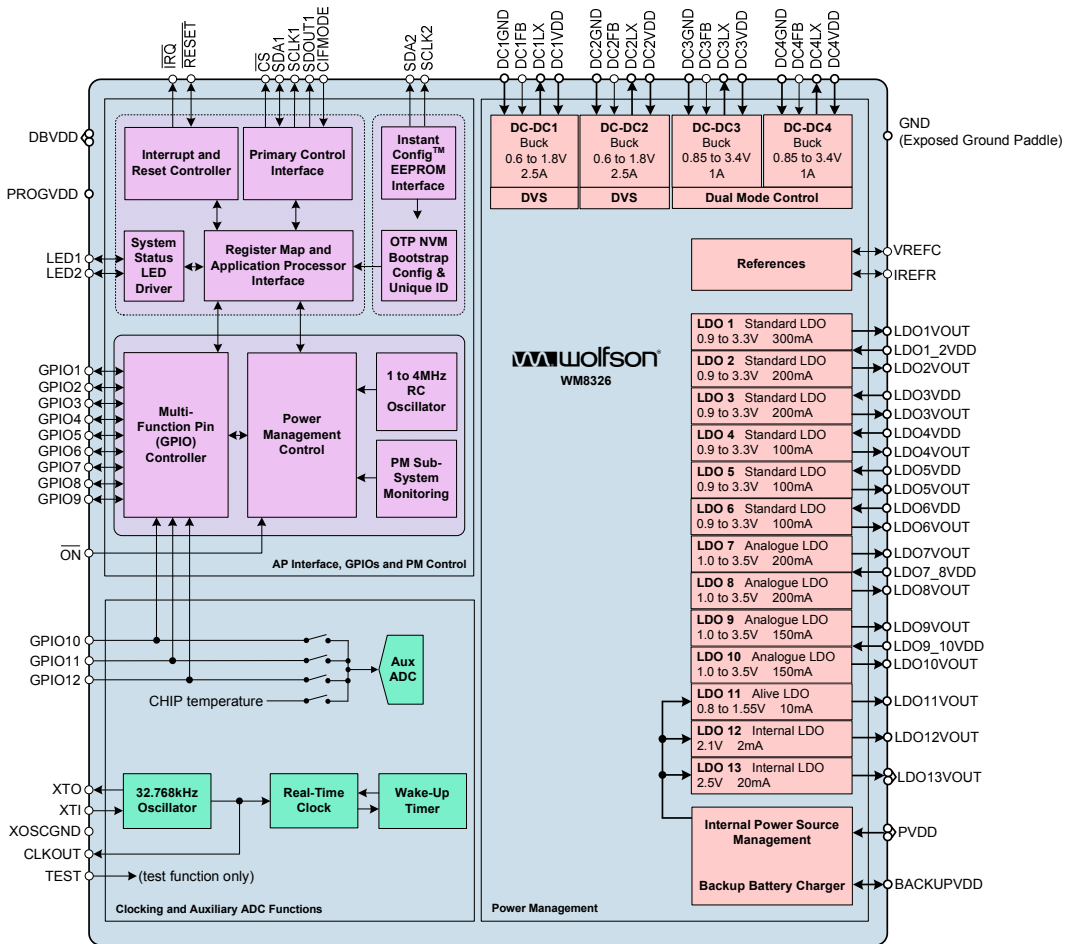 IRQ
RESET
CS
SDA1
SCLK1
SDOUT1
CIFMODE
SDA2
SCLK2
DC1GND
DC1FB
DC1LX
DC1VDD
DC2GND
DC2FB
DC2LX
DC2VDD
DC3GND
DC3FB
DC3LX
DC3VDD
DC4GND
DC4FB
DC4LX
DC4VDD
DBVDD
PROGVDD
LED1
LED2
GPIO1
GPIO2
GPIO3
GPIO4
GPIO5
GPIO6
GPIO7
GPIO8
GPIO9
ON
GPIO10
GPIO11
GPIO12
XTO
XTI
XOSCGND
CLKOUT
TEST
Interrupt and
Reset Controller
Primary Control
Interface
Instant
Config™
EEPROM
Interface
System
Status
LED
Driver
Register Map and
Application Processor
Interface
OTP NVM
Bootstrap
Config &
Unique ID
Multi-
Function Pin
(GPIO)
Controller
Power
Management
Control
1 to 4MHz
RC
Oscillator
PM Sub-
System
Monitoring
AP Interface, GPIOs and PM Control
Aux
ADC
CHIP temperature
32.768kHz
Oscillator
Real-Time
Clock
Wake-Up
Timer
(test function only)
Clocking and Auxiliary ADC Functions
DC-DC1
Buck
0.6 to 1.8V
2.5A
DVS
DC-DC2
Buck
0.6 to 1.8V
2.5A
DVS
DC-DC3
Buck
0.85 to 3.4V
1A
DC-DC4
Buck
0.85 to 3.4V
1A
Dual Mode Control
References
wolfson®
WM8326
LDO 1 Standard LDO
0.9 to 3.3V 300mA
LDO 2 Standard LDO
0.9 to 3.3V 200mA
LDO 3 Standard LDO
0.9 to 3.3V 200mA
LDO 4 Standard LDO
0.9 to 3.3V 100mA
LDO 5 Standard LDO
0.9 to 3.3V 100mA
LDO 6 Standard LDO
0.9 to 3.3V 100mA
LDO 7 Analogue LDO
1.0 to 3.5V 200mA
LDO 8 Analogue LDO
1.0 to 3.5V 200mA
LDO 9 Analogue LDO
1.0 to 3.5V 150mA
LDO 10 Analogue LDO
1.0 to 3.5V 150mA
LDO 11 Alive LDO
0.8 to 1.55V 10mA
LDO 12 Internal LDO
2.1V 2mA
LDO 13 Internal LDO
2.5V 20mA
Internal Power Source
Management
Backup Battery Charger
Power Management
GND
(Exposed Ground Paddle)
VREFC
IREFR
LDO1VOUT
LDO1_2VDD
LDO2VOUT
LDO3VDD
LDO3VOUT
LDO4VDD
LDO4VOUT
LDO5VDD
LDO5VOUT
LDO6VDD
LDO6VOUT
LDO7VOUT
LDO7_8VDD
LDO8VOUT
LDO9VOUT
LDO9_10VDD
LDO10VOUT
LDO11VOUT
LDO12VOUT
LDO13VOUT
PVDD
BACKUPVDD